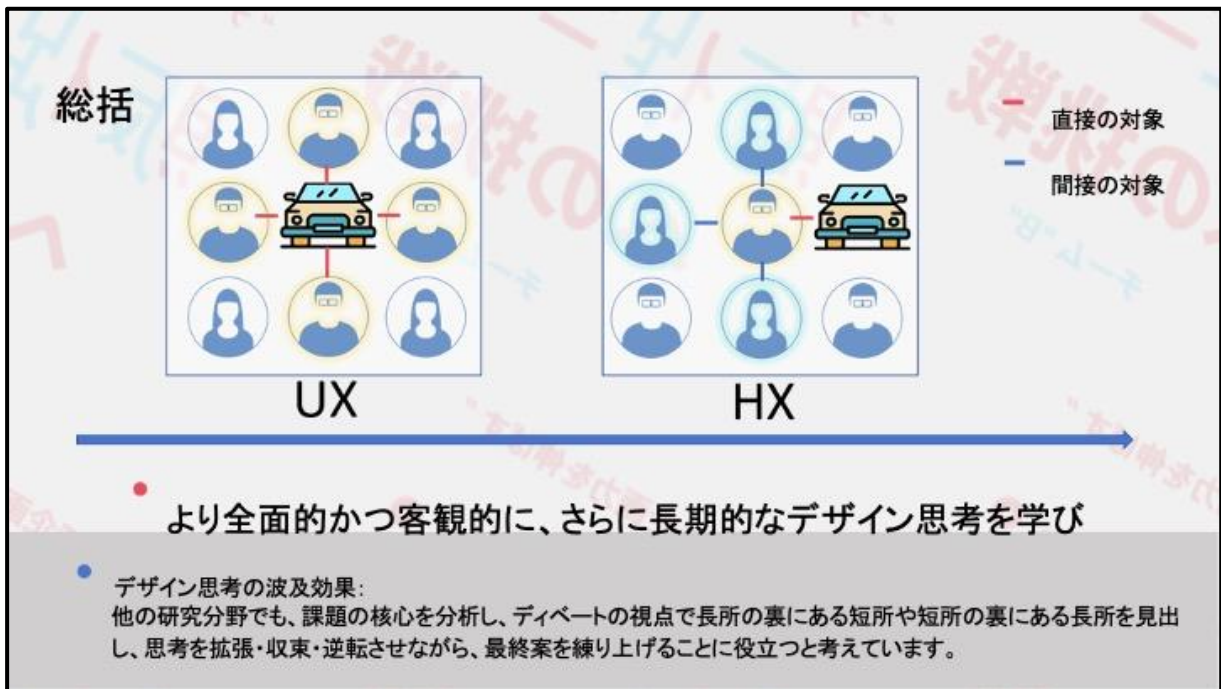 総括
直接の対象
間接の対象
UX
HX
より全面的かつ客観的に、さらに長期的なデザイン思考を学び
デザイン思考の波及効果:
他の研究分野でも、課題の核心を分析し、ディベートの視点で長所の裏にある短所や短所の裏にある長所を見出
し、思考を拡張・収束・逆転させながら、最終案を練り上げることに役立つと考えています。